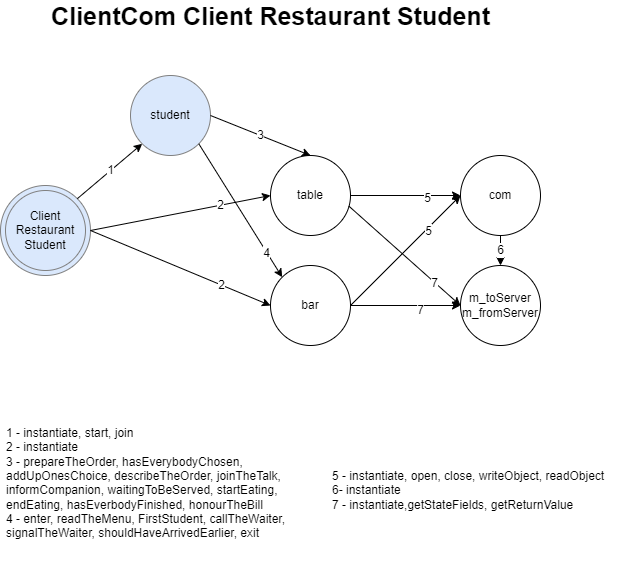 ClientCom Client Restaurant Student
student
1
3
Client
Restaurant
Student
2
table
5
com
4
5
6
2
7
bar
7
m_toServer
m_fromServer
1 - instantiate, start, join
2 - instantiate
3 - prepareTheOrder, hasEverybodyChosen,
addUpOnesChoice, describeTheOrder, joinTheTalk,
informCompanion, waitingToBeServed, startEating,
endEating, hasEverbodyFinished, honourTheBill
4 - enter, readTheMenu, FirstStudent, callTheWaiter,
signalTheWaiter, shouldHaveArrivedEarlier, exit
5 - instantiate, open, close, writeObject, readObject
6- instantiate
7 - instantiate,getStateFields, getReturnValue